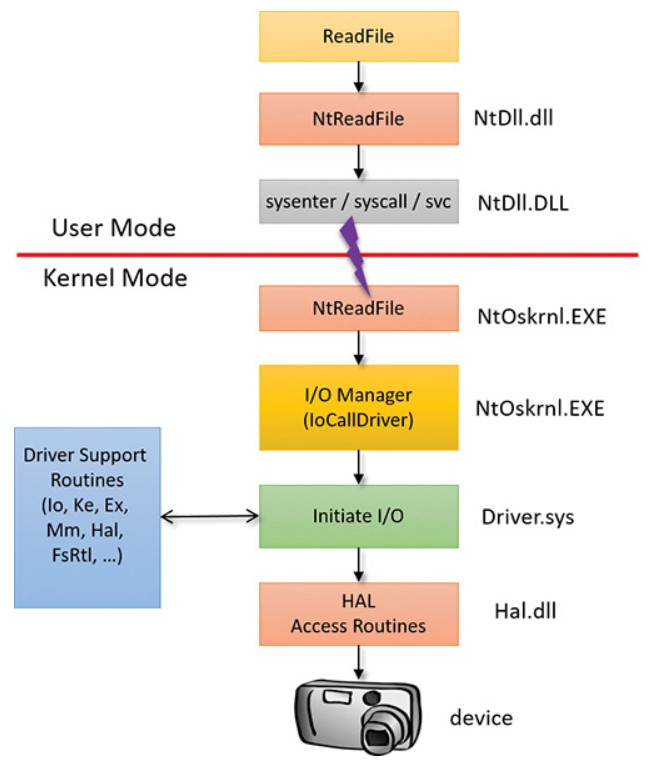 ReadFile
NtReadFile
NtDll.dll
sysenter / syscall / svc
NtDll.DLL
User Mode
Kernel Mode
NtReadFile
NtOskrnl.EXE
I/O Manager
(IoCallDriver)
NtOskrnl.EXE
Driver Support
Routines
(Io, Ke, Ex,
Mm, Hal,
FsRtl, ...)
Initiate I/O
Driver.sys
HAL
Access Routines
Hal.dll
device